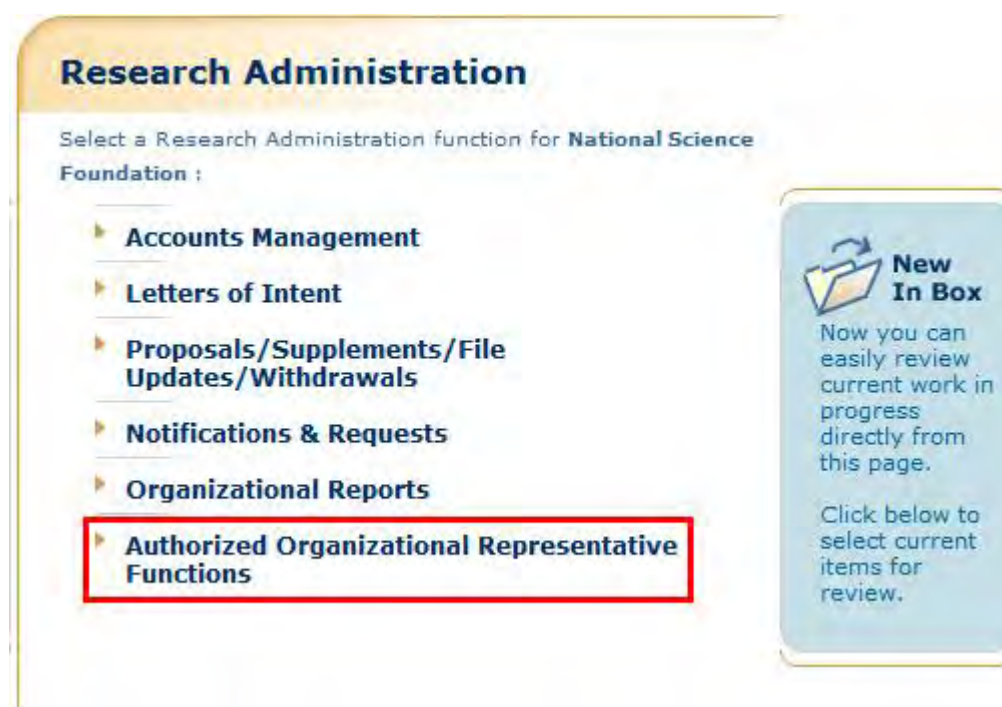 Research Administration
Select a Research Administration function for National Science
Foundation :
Accounts Management
Letters of Intent
Proposals/Supplements/File
Updates/Withdrawals
Notifications & Requests
Organizational Reports
Authorized Organizational Representative
Functions
New
In Box
Now you can
easily review
current work in
progress
directly from
this page.
Click below to
select current
items for
review.